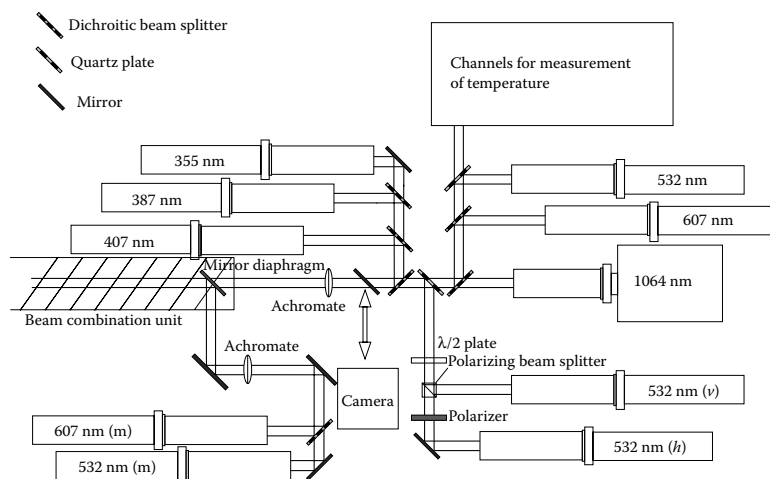 Dichroitic beam splitter
Quartz plate
Mirror
Channels for measurement
of temperature
355 nm
387 nm
407 nm
532 nm
607 nm
1064 nm
Mirror diaphragm
Achromate
Beam combination unit
Achromate
λ/2 plate
Polarizing beam splitter
Camera
532 nm (v)
Polarizer
607 nm (m)
532 nm (h)
532 nm (m)